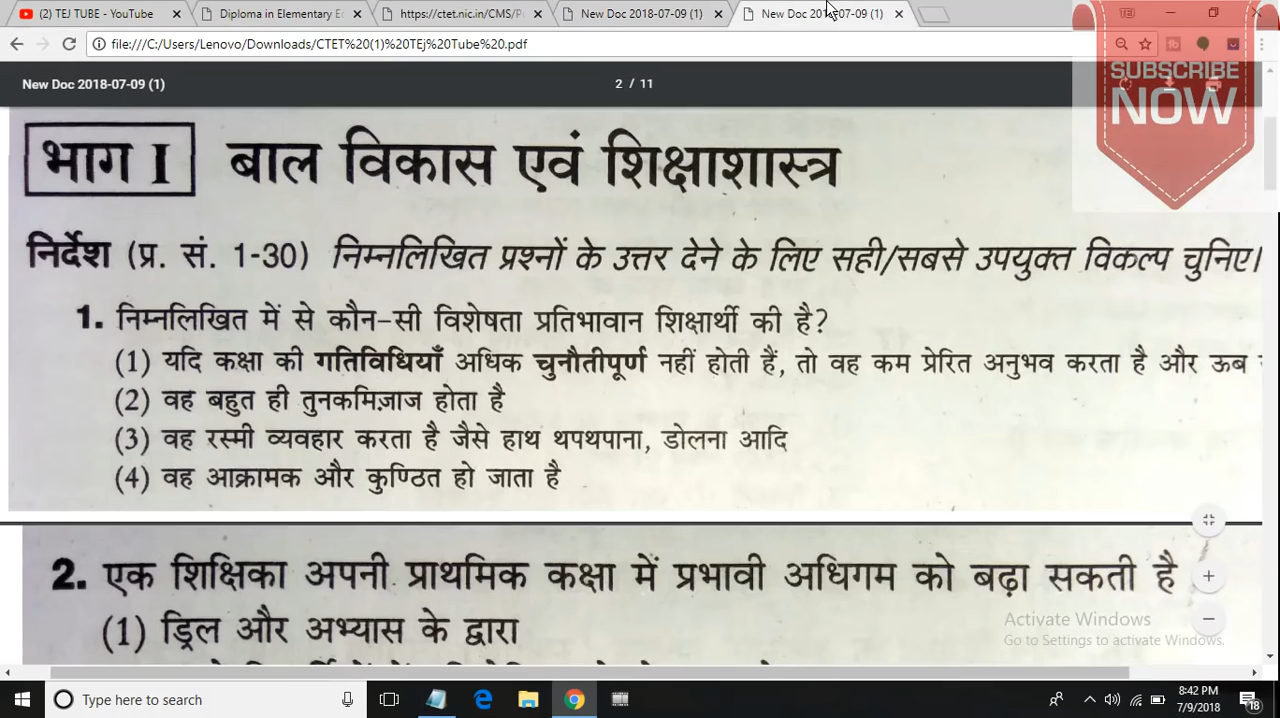 (2) TEJ TUBE - YouTube
Diploma in Elementary E
https://ctet.nic.in/CMS/P
New Doc 2018-07-09 (1)
New Doc 2018-07-09 (1)
TEJ
file:///C:/Users/Lenovo/Downloads/CTET%20(1)%20TEj%20Tube%20.pdf
New Doc 2018-07-09 (1)
2 / 11
SUBSCRIBE
NOW
भाग I बाल विकास एवं शिक्षाशास्त्र
निर्देश (प्र. सं. 1-30) निम्नलिखित प्रश्नों के उत्तर देने के लिए सही/सबसे उपयुक्त विकल्प चुनिए।
1. निम्नलिखित में से कौन-सी विशेषता प्रतिभावान शिक्षार्थी की है?
(1) यदि कक्षा की गतिविधियाँ अधिक चुनौतीपूर्ण नहीं होती हैं, तो वह कम प्रेरित अनुभव करता है और ऊब
(2) वह बहुत ही तुनकमिज़ाज होता है
(3) वह रस्मी व्यवहार करता है जैसे हाथ थपथपाना, डोलना आदि
(4) वह आक्रामक और कुण्ठित हो जाता है
2. एक शिक्षिका अपनी प्राथमिक कक्षा में प्रभावी अधिगम को बढ़ा सकती है
(1) ड्रिल और अभ्यास के द्वारा
Activate Windows
Go to Settings to activate Windows.
Type here to search
8:42 PM
7/9/2018
18